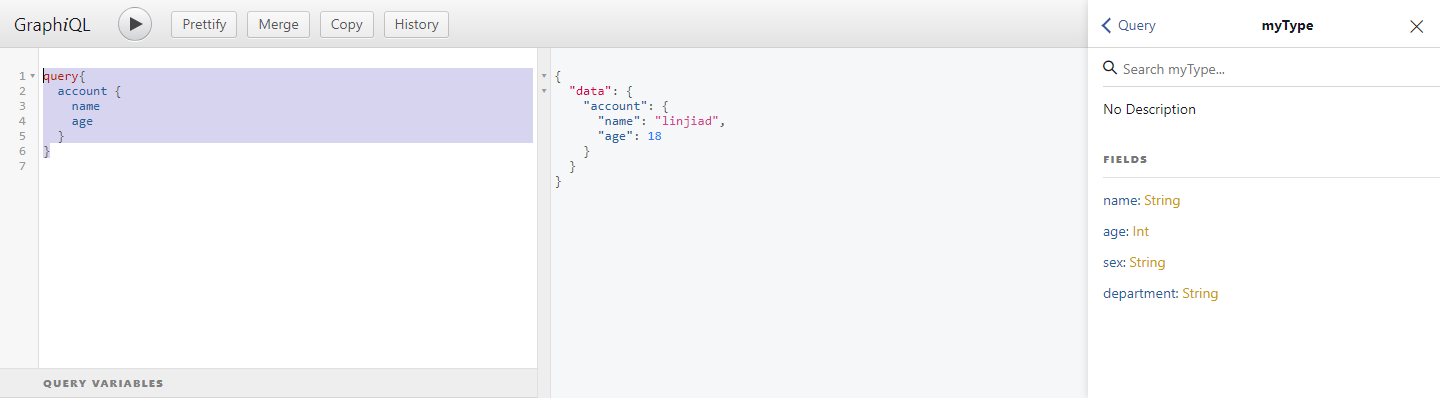 GraphiQL
Prettify
Merge
Copy
History
1 query{
2 account {
3 name
4 age
5 }
6 }
7
QUERY VARIABLES
{
"data": {
"account": {
"name": "linjiad",
"age": 18
}
}
}
Query
myType
Search myType...
No Description
FIELDS
name: String
age: Int
sex: String
department: String